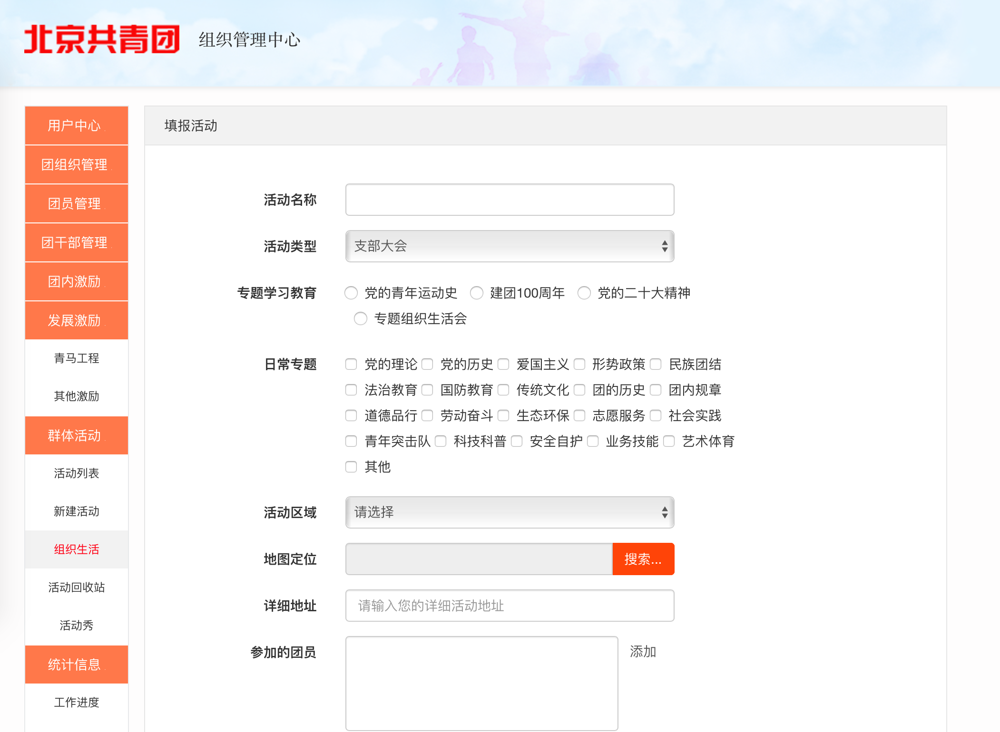 北京共青团 组织管理中心
用户中心
团组织管理
团员管理
团干部管理
团内激励
发展激励
青马工程
其他激励
群体活动
活动列表
新建活动
组织生活
活动回收站
活动秀
统计信息
工作进度
填报活动
活动名称
活动类型 支部大会
专题学习教育 党的青年运动史 建团100周年 党的二十大精神
专题组织生活会
日常专题 党的理论 党的历史 爱国主义 形势政策 民族团结
法治教育 国防教育 传统文化 团的历史 团内规章
道德品行 劳动奋斗 生态环保 志愿服务 社会实践
青年突击队 科技科普 安全自护 业务技能 艺术体育
其他
活动区域 请选择
地图定位 搜索...
详细地址 请输入您的详细活动地址
参加的团员 添加